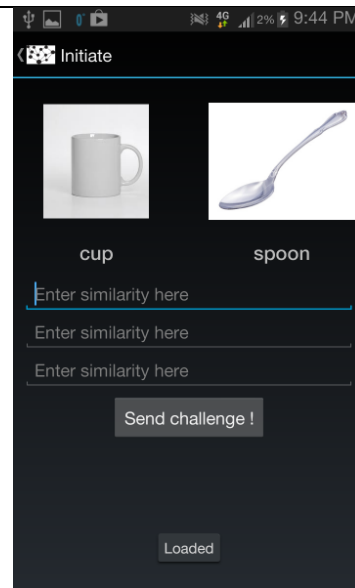 4G 2% 9:44 PM
Initiate
cup spoon
Enter similarity here
Enter similarity here
Enter similarity here
Send challenge !
Loaded